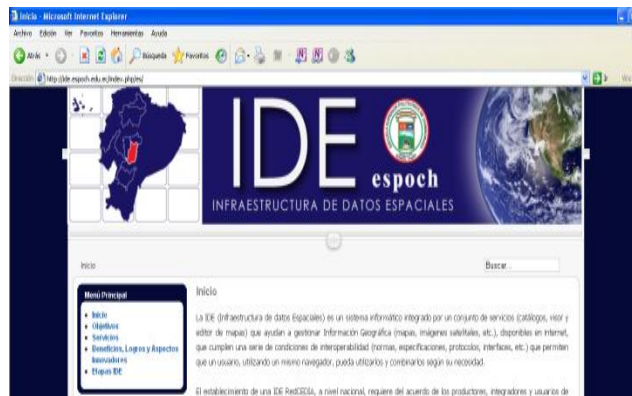 Inicio - Microsoft Internet Explorer
Archivo Edición Ver Favoritos Herramientas Ayuda
Atrás Búsqueda Favoritos
Dirección http://ide.espoch.edu.ec/index.php/es/
IDE
espoch
INFRAESTRUCTURA DE DATOS ESPACIALES
Inicio
Buscar...
Menú Principal
Inicio
Objetivos
Servicios
Beneficios, Logros y Aspectos
Innovadores
Etapas IDE
Inicio
La IDE (Infraestructura de datos Espaciales) es un sistema informático integrado por un conjunto de servicios (catálogos, visor y
editor de mapas) que ayudan a gestionar Información Geográfica (mapas, imágenes satelitales, etc.), disponibles en internet,
que cumplen una serie de condiciones de interoperabilidad (normas, especificaciones, protocolos, interfaces, etc.) que permiten
que un usuario, utilizando un mismo navegador, pueda utilizarlos y combinarlos según su necesidad.
El establecimiento de una IDE RedCEDIA, a nivel nacional, requiere del acuerdo de los productores, integradores y usuarios de